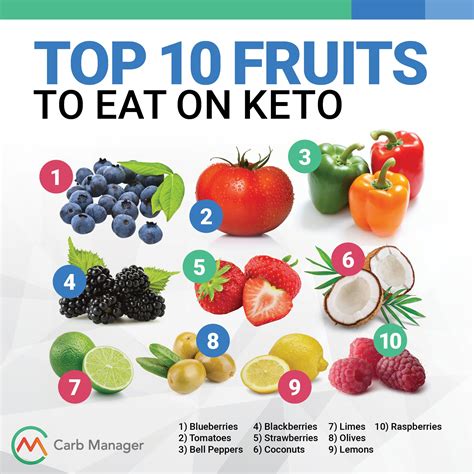 TOP 10 FRUITS
TO EAT ON KETO
1
2
3
4
5
6
7
8
9
10
1) Blueberries 4) Blackberries 7) Limes 10) Raspberries
2) Tomatoes 5) Strawberries 8) Olives
3) Bell Peppers 6) Coconuts 9) Lemons
Carb Manager